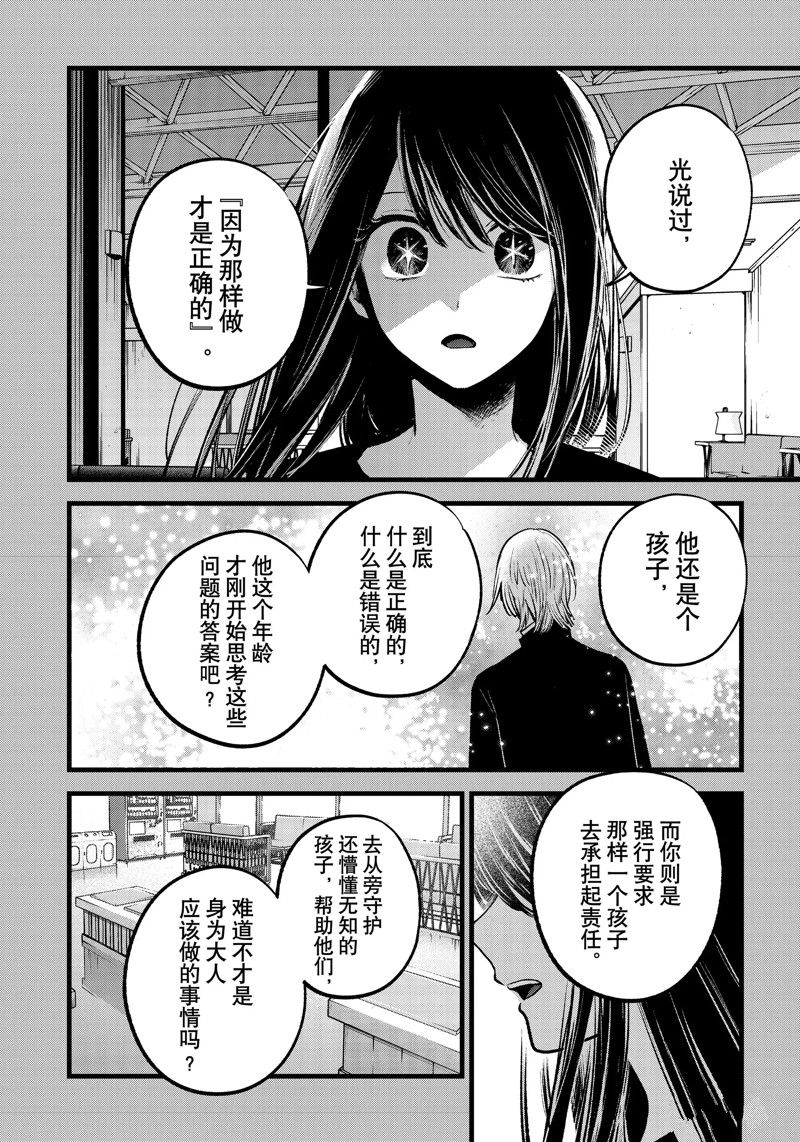 光说过，
『因为那样做
才是正确的』。
他还是个
孩子，
到底
什么是正确的，
什么是错误的，
他这个年龄
才刚开始思考这些
问题的答案吧？
而你则是
强行要求
那样一个孩子
去承担起责任。
去从旁守护
还懵懂无知的
孩子，帮助他们，
难道不才是
身为大人
应该做的事情吗？